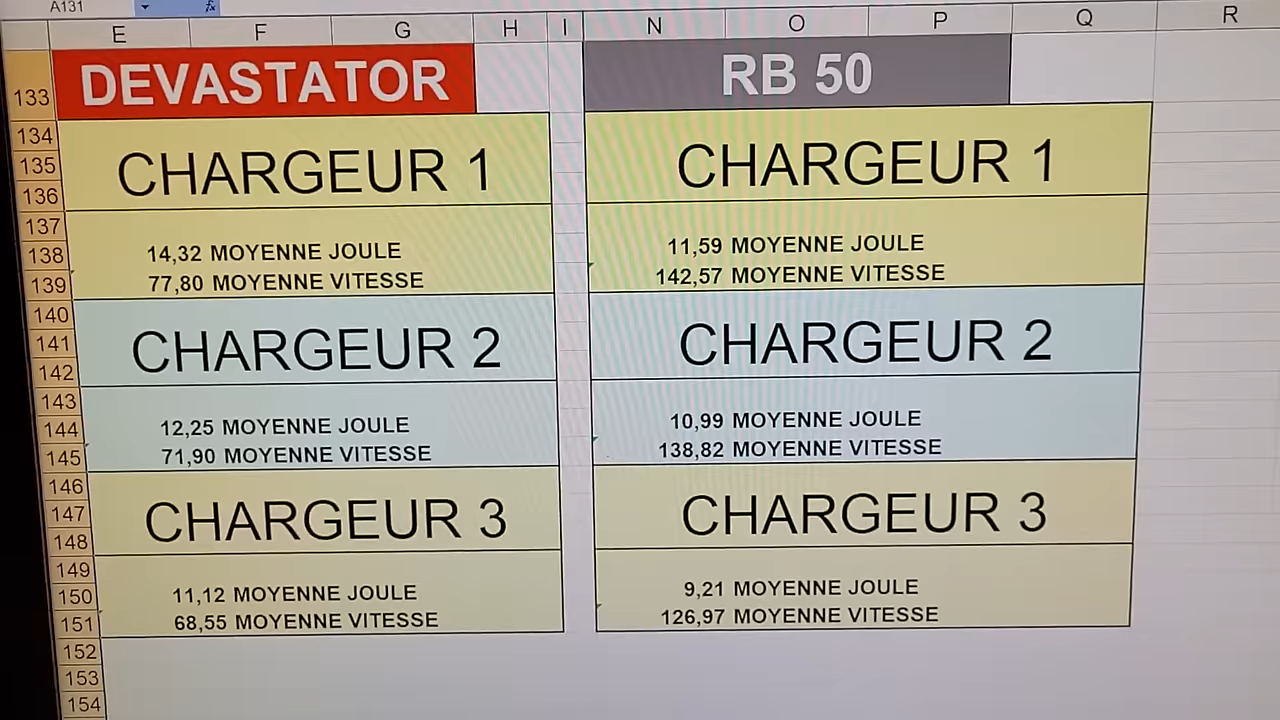 A131
fx
E F G H I N O P Q R
133 DEVASTATOR RB 50
134
135 CHARGEUR 1 CHARGEUR 1
136
137
138 14,32 MOYENNE JOULE 11,59 MOYENNE JOULE
139 77,80 MOYENNE VITESSE 142,57 MOYENNE VITESSE
140
141 CHARGEUR 2 CHARGEUR 2
142
143
144 12,25 MOYENNE JOULE 10,99 MOYENNE JOULE
145 71,90 MOYENNE VITESSE 138,82 MOYENNE VITESSE
146
147 CHARGEUR 3 CHARGEUR 3
148
149
150 11,12 MOYENNE JOULE 9,21 MOYENNE JOULE
151 68,55 MOYENNE VITESSE 126,97 MOYENNE VITESSE
152
153
154